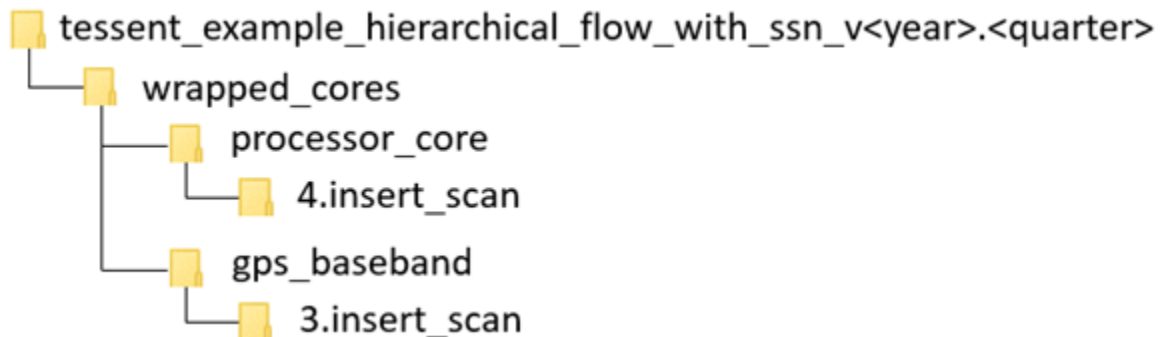 tessent_example_hierarchical_flow_with_ssn_v<year>.<quarter>
wrapped_cores
processor_core
4.insert_scan
gps_baseband
3.insert_scan